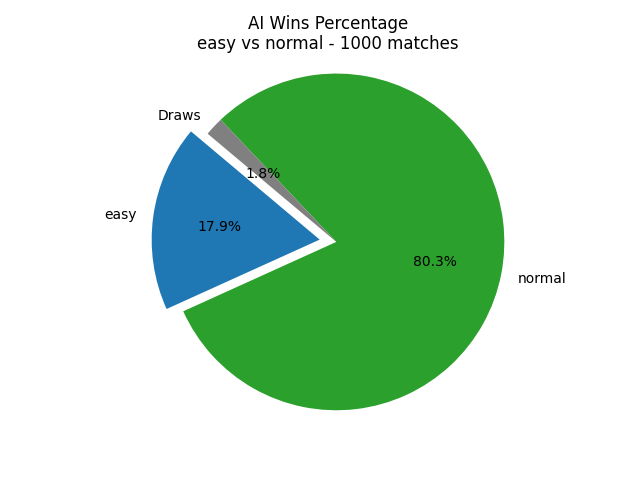 AI Wins Percentage
easy vs normal - 1000 matches
Draws
1.8%
easy
17.9%
80.3%
normal